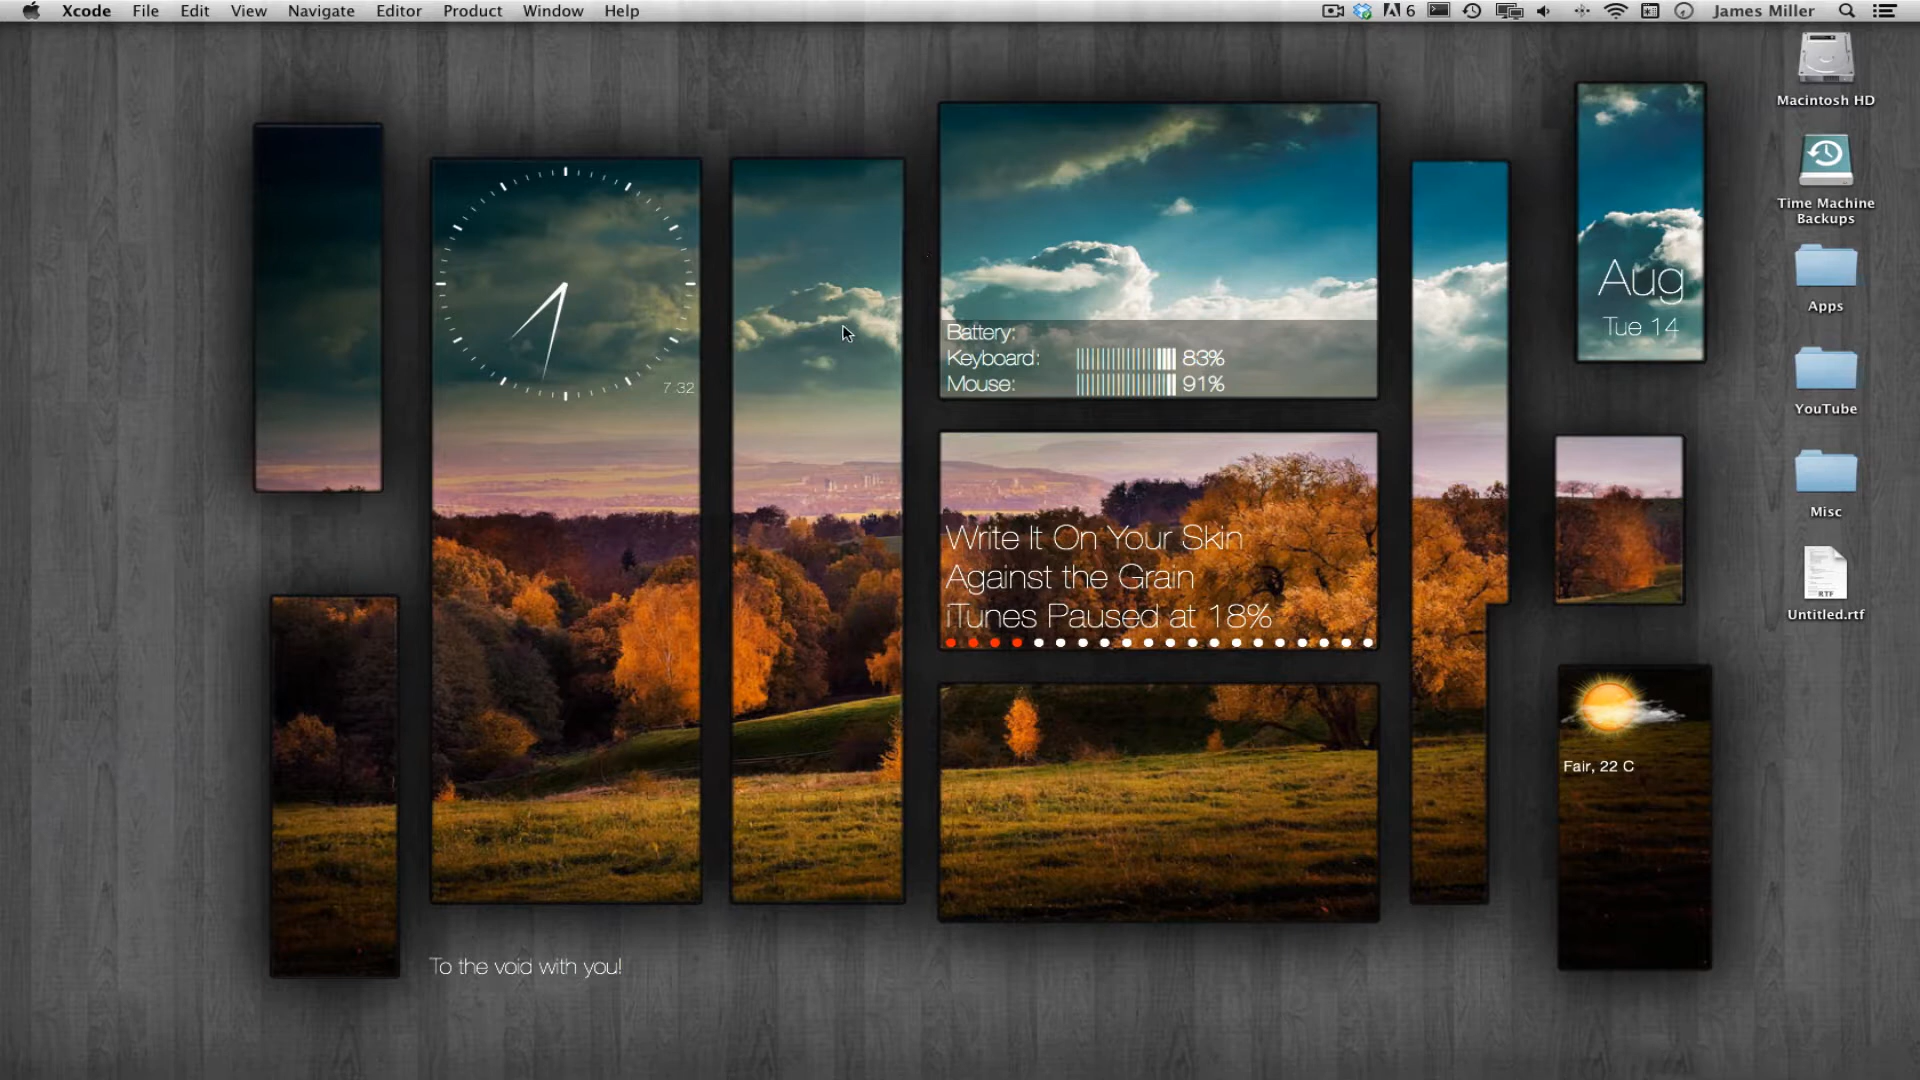 Xcode File Edit View Navigate Editor Product Window Help 6 James Miller
Macintosh HD
Time Machine
Backups
Apps
YouTube
Misc
RTF
Untitled.rtf
7 32
Battery:
Keyboard: 83%
Mouse: 91%
Aug
Tue 14
Write It On Your Skin
Against the Grain
iTunes Paused at 18%
Fair, 22 C
To the void with you!